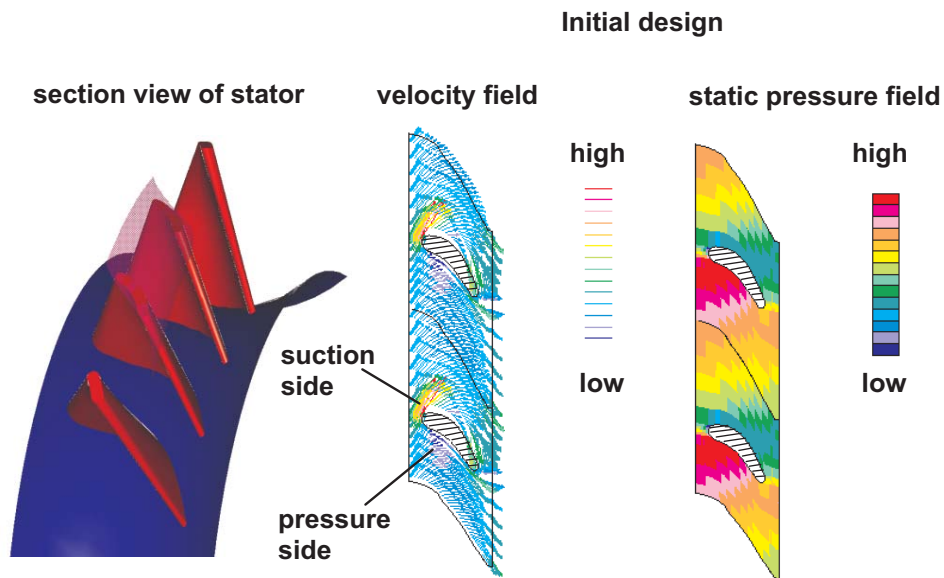 Initial design
section view of stator
velocity field
static pressure field
high
high
suction
side
low
low
pressure
side